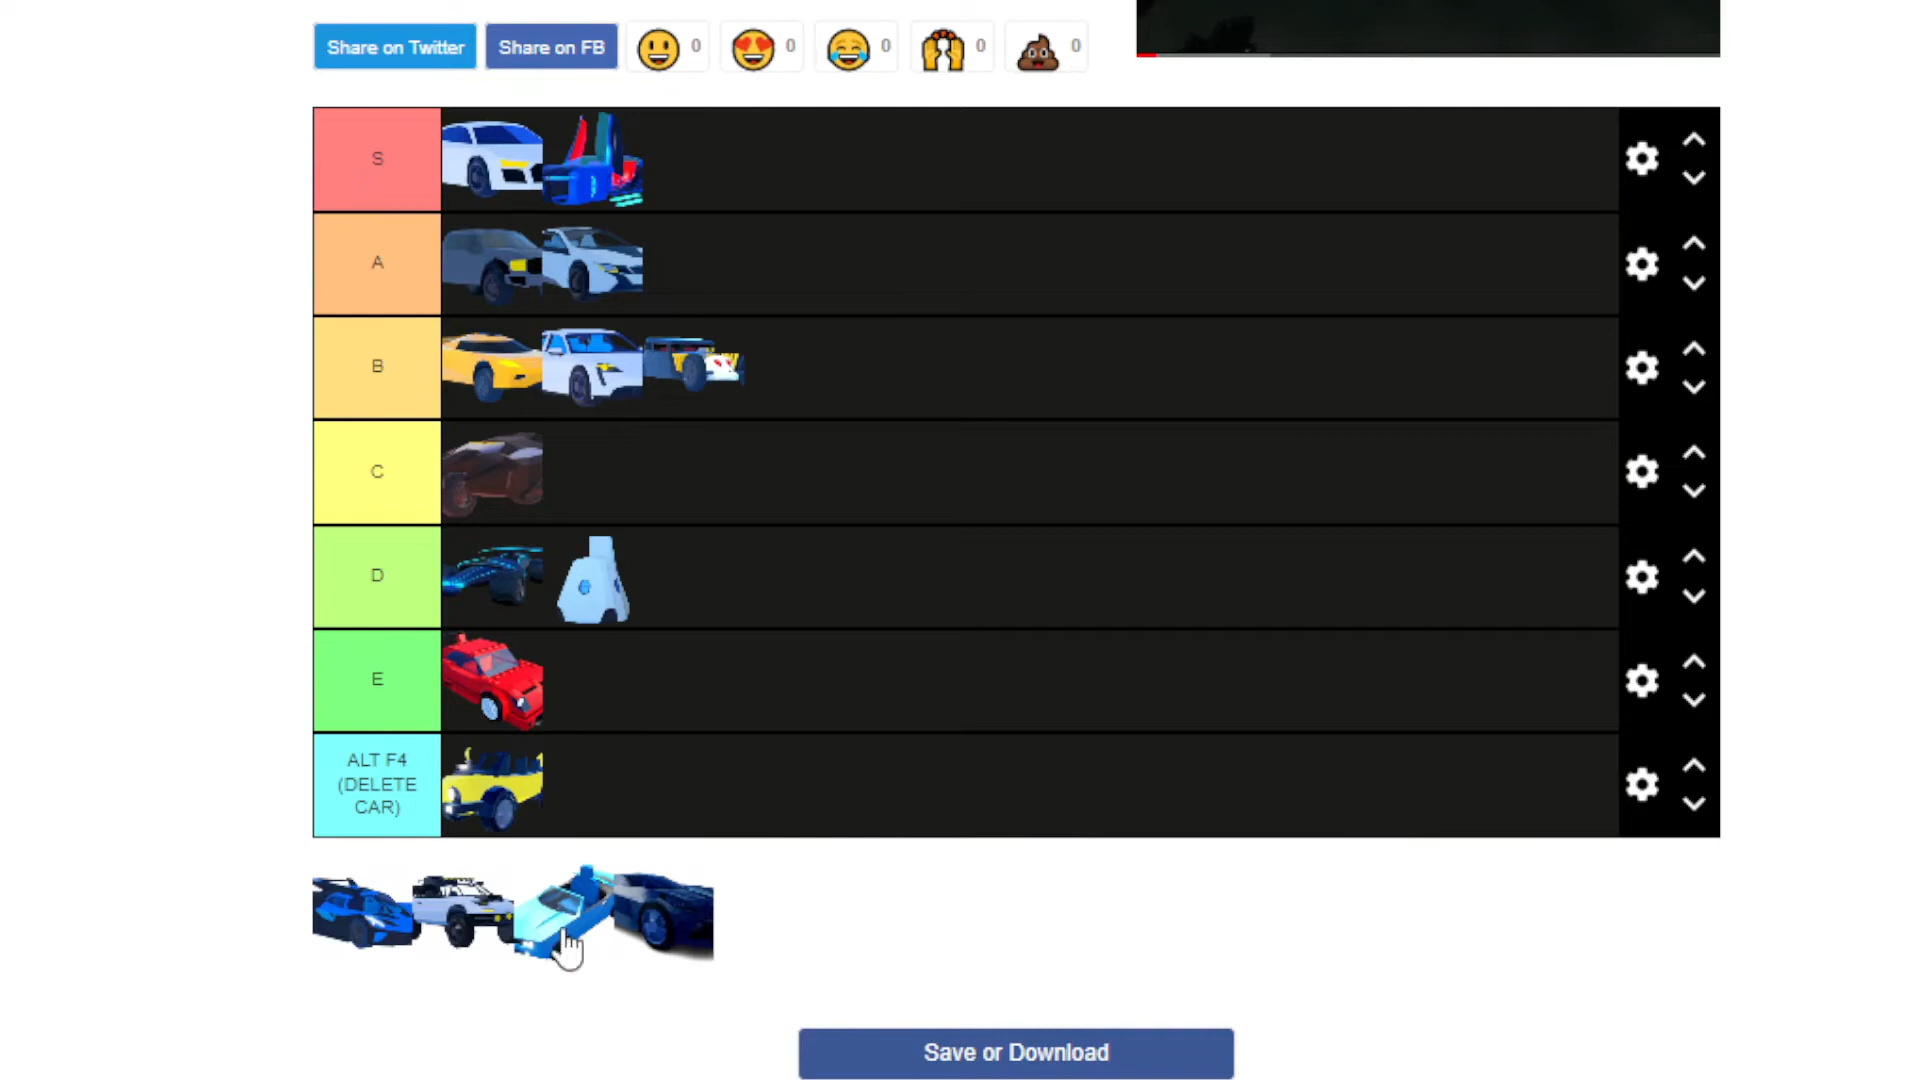 Share on Twitter
Share on FB
0
0
0
0
0
S
A
B
C
D
E
ALT F4
(DELETE
CAR)
Save or Download